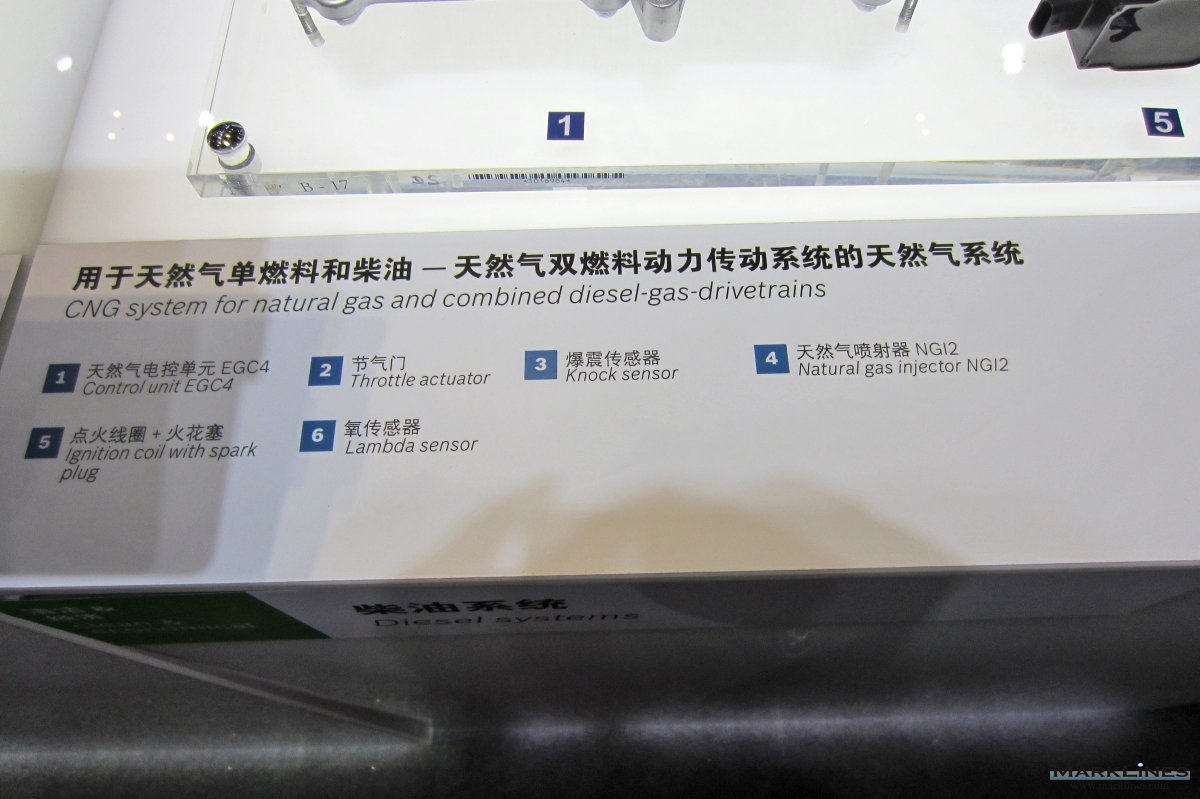 1
5
B - 17
用于天然气单燃料和柴油 — 天然气双燃料动力传动系统的天然气系统
CNG system for natural gas and combined diesel-gas-drivetrains
1 天然气电控单元 EGC4
Control unit EGC4
2 节气门
Throttle actuator
3 爆震传感器
Knock sensor
4 天然气喷射器 NGI2
Natural gas injector NGI2
5 点火线圈 + 火花塞
Ignition coil with spark
plug
6 氧传感器
Lambda sensor
柴油系统
Diesel systems
MARKLINES
www.marklines.com